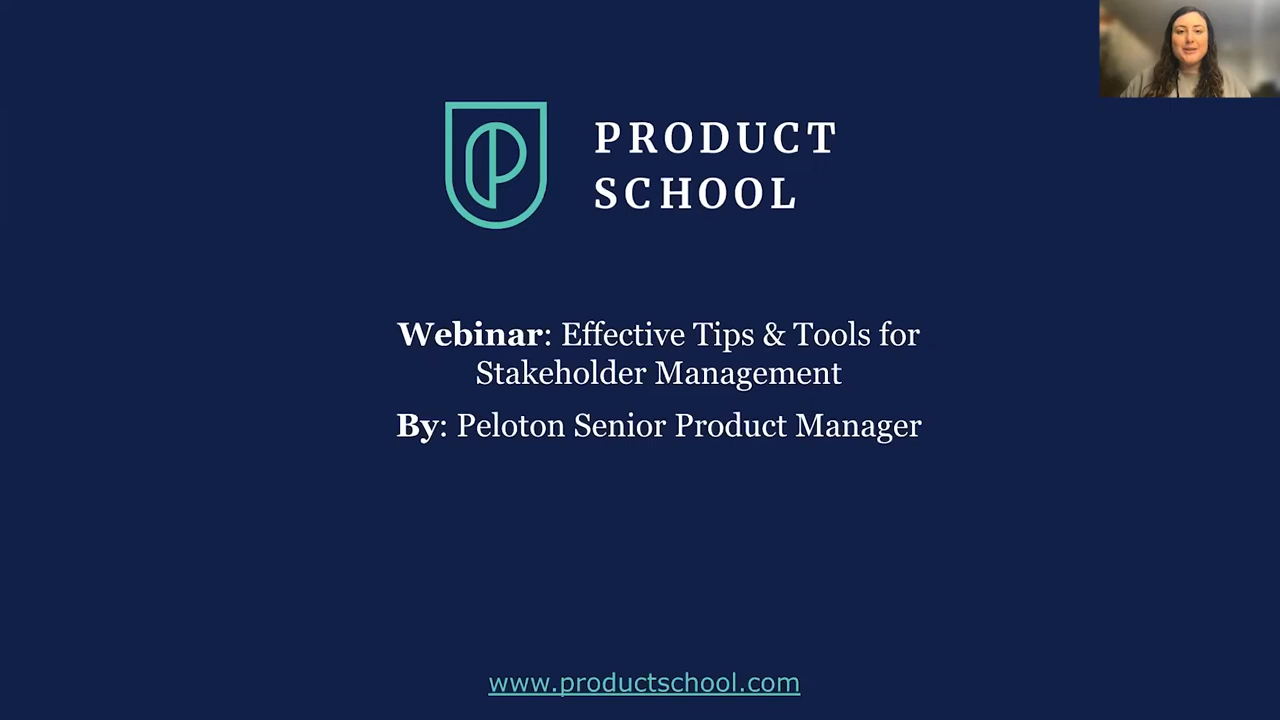 PRODUCT
SCHOOL
Webinar: Effective Tips & Tools for
Stakeholder Management
By: Peloton Senior Product Manager
www.productschool.com